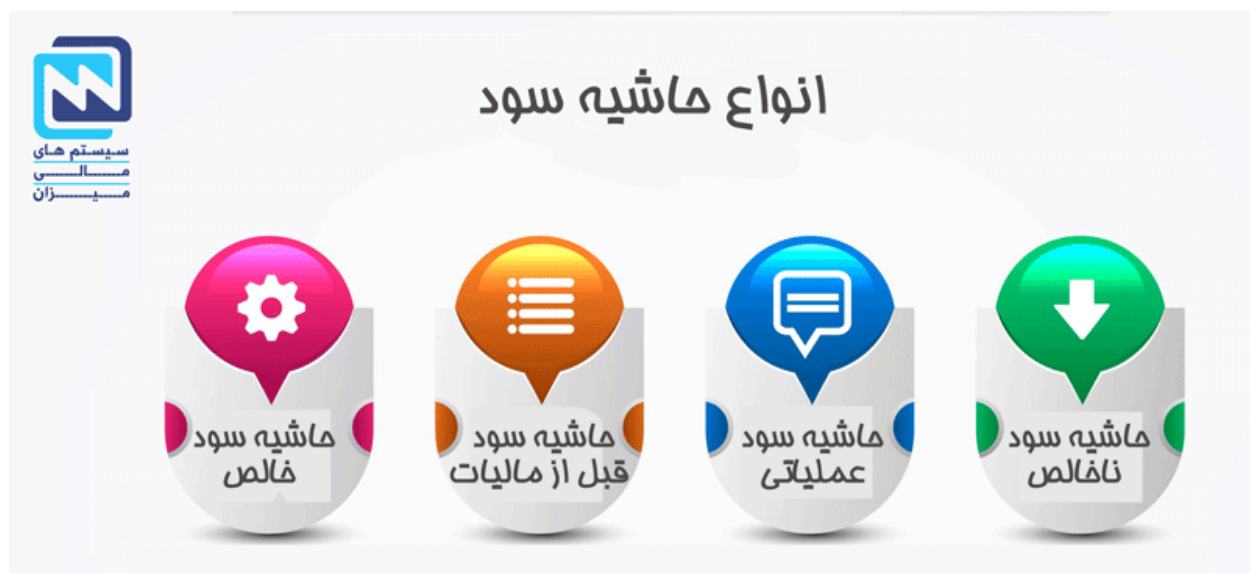 سیستم های
مالی
میزان
انواع حاشیه سود
حاشیه سود
ناخالص
حاشیه سود
عملیاتی
حاشیه سود
قبل از مالیات
حاشیه سود
خالص